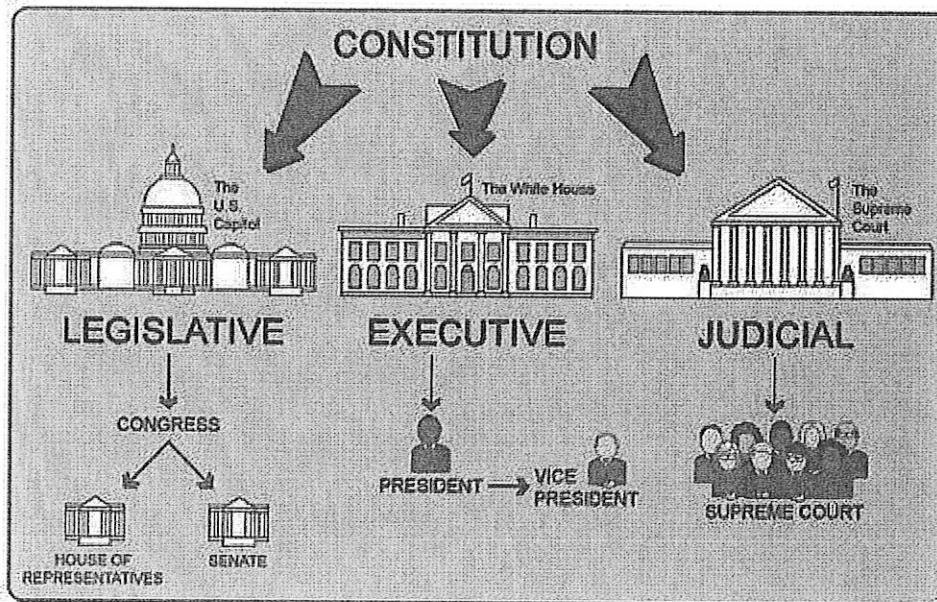 CONSTITUTION
The
U.S.
Capitol
The White House
The
Supreme
Court
LEGISLATIVE
EXECUTIVE
JUDICIAL
CONGRESS
PRESIDENT
VICE
PRESIDENT
SUPREME COURT
HOUSE OF
REPRESENTATIVES
SENATE